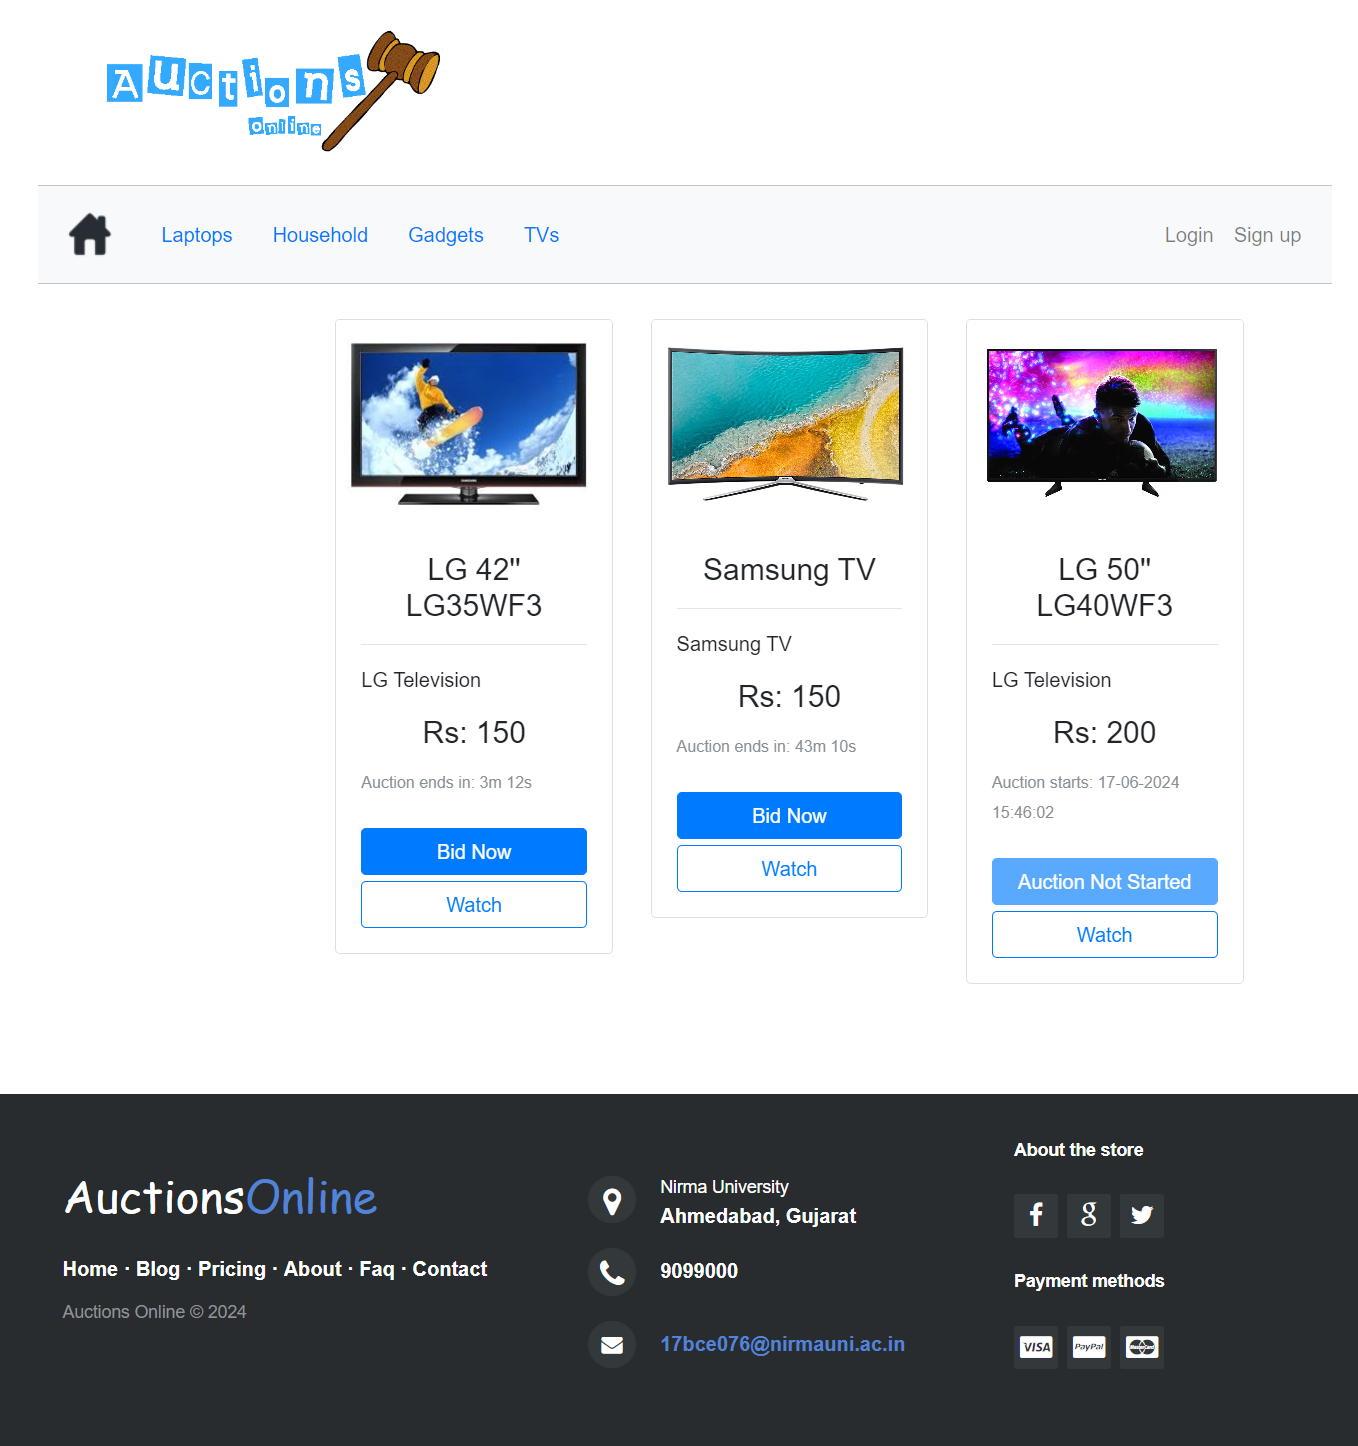 Auctions
online
Laptops Household Gadgets TVs Login Sign up
SAMSUNG
LG 42"
LG35WF3
LG Television
Rs: 150
Auction ends in: 3m 12s
Bid Now
Watch
Samsung TV
Samsung TV
Rs: 150
Auction ends in: 43m 10s
Bid Now
Watch
LG 50"
LG40WF3
LG Television
Rs: 200
Auction starts: 17-06-2024
15:46:02
Auction Not Started
Watch
AuctionsOnline
Home · Blog · Pricing · About · Faq · Contact
Auctions Online © 2024
Nirma University
Ahmedabad, Gujarat
9099000
17bce076@nirmauni.ac.in
About the store
Payment methods
VISA PayPal MasterCard